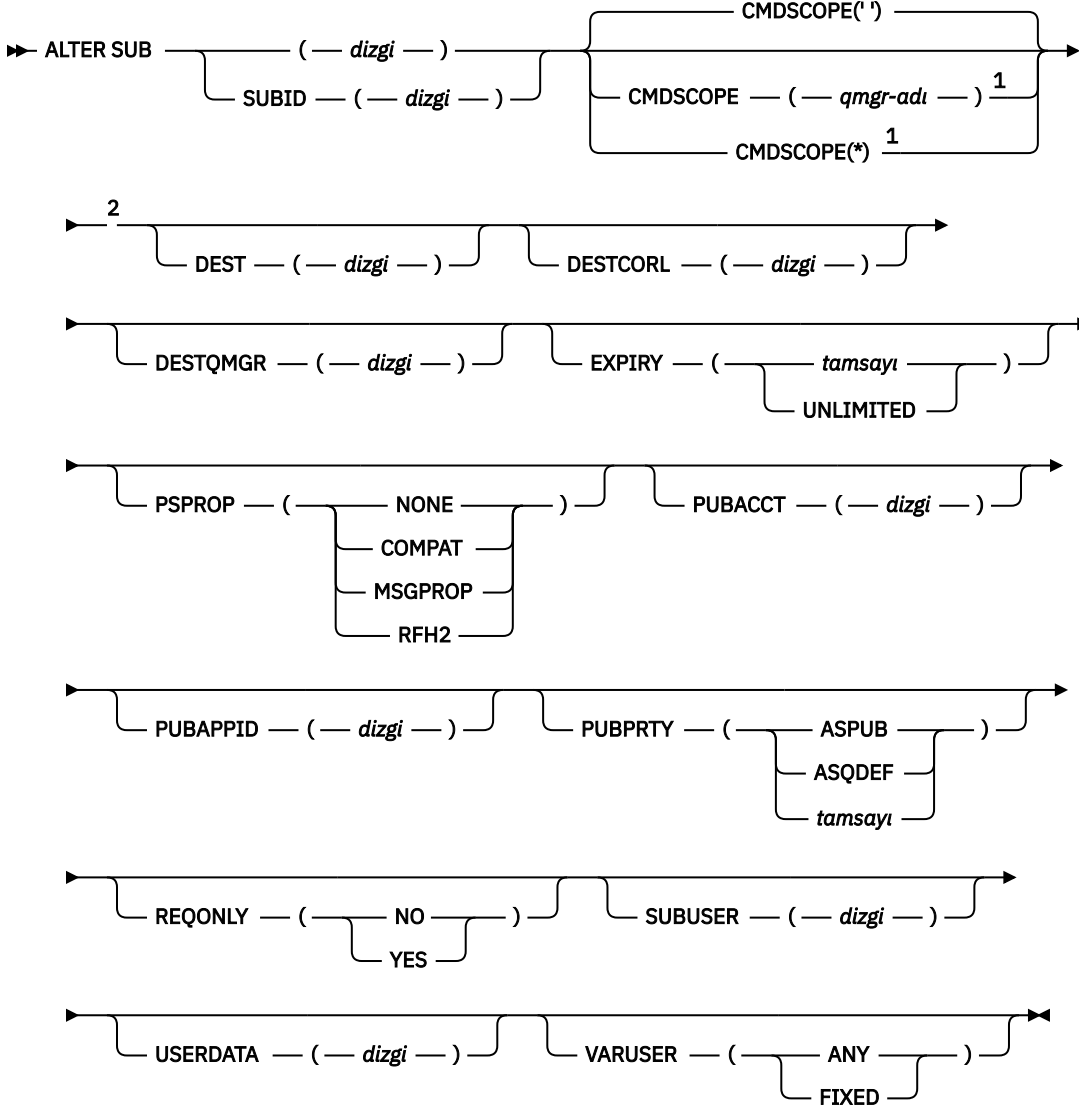 CMDSCOPE(' ')
ALTER SUB ( dizgi )
SUBID ( dizgi )
CMDSCOPE ( qmgr-adı ) 1
CMDSCOPE(*) 1
2
DEST ( dizgi ) DESTCORL ( dizgi )
DESTQMGR ( dizgi ) EXPIRY ( tamsayı )
UNLIMITED
PSPROP ( NONE ) PUBACCT ( dizgi )
COMPAT
MSGPROP
RFH2
PUBAPPID ( dizgi ) PUBPRTY ( ASPUB )
ASQDEF
tamsayı
REQONLY ( NO ) SUBUSER ( dizgi )
YES
USERDATA ( dizgi ) VARUSER ( ANY )
FIXED